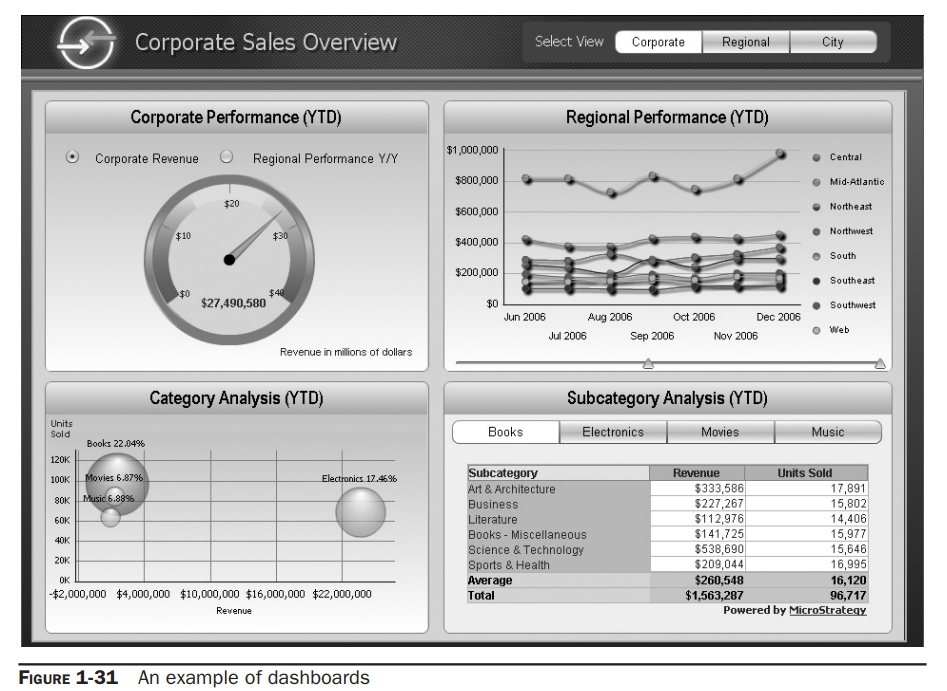 Corporate Sales Overview
Select View Corporate Regional City
Corporate Performance (YTD)
Corporate Revenue Regional Performance Y/Y
$20
$10 $30
$0 $40
$27,490,580
Revenue in millions of dollars
Regional Performance (YTD)
$1,000,000
$800,000
$600,000
$400,000
$200,000
$0
Jun 2006 Aug 2006 Oct 2006 Dec 2006
Jul 2006 Sep 2006 Nov 2006
Central
Mid-Atlantic
Northeast
Northwest
South
Southeast
Southwest
Web
Category Analysis (YTD)
Units
Sold
Books 22.04%
120K
100K Movies 6.87% Electronics 17.46%
80K Music 6.88%
60K
40K
20K
0K
-$2,000,000 $4,000,000 $10,000,000 $16,000,000 $22,000,000
Revenue
Subcategory Analysis (YTD)
Books Electronics Movies Music
Subcategory Revenue Units Sold
Art & Architecture $333,586 17,891
Business $227,267 15,802
Literature $112,976 14,406
Books - Miscellaneous $141,725 15,977
Science & Technology $538,690 15,646
Sports & Health $209,044 16,995
Average $260,548 16,120
Total $1,563,287 96,717
Powered by MicroStrategy
FIGURE 1-31 An example of dashboards